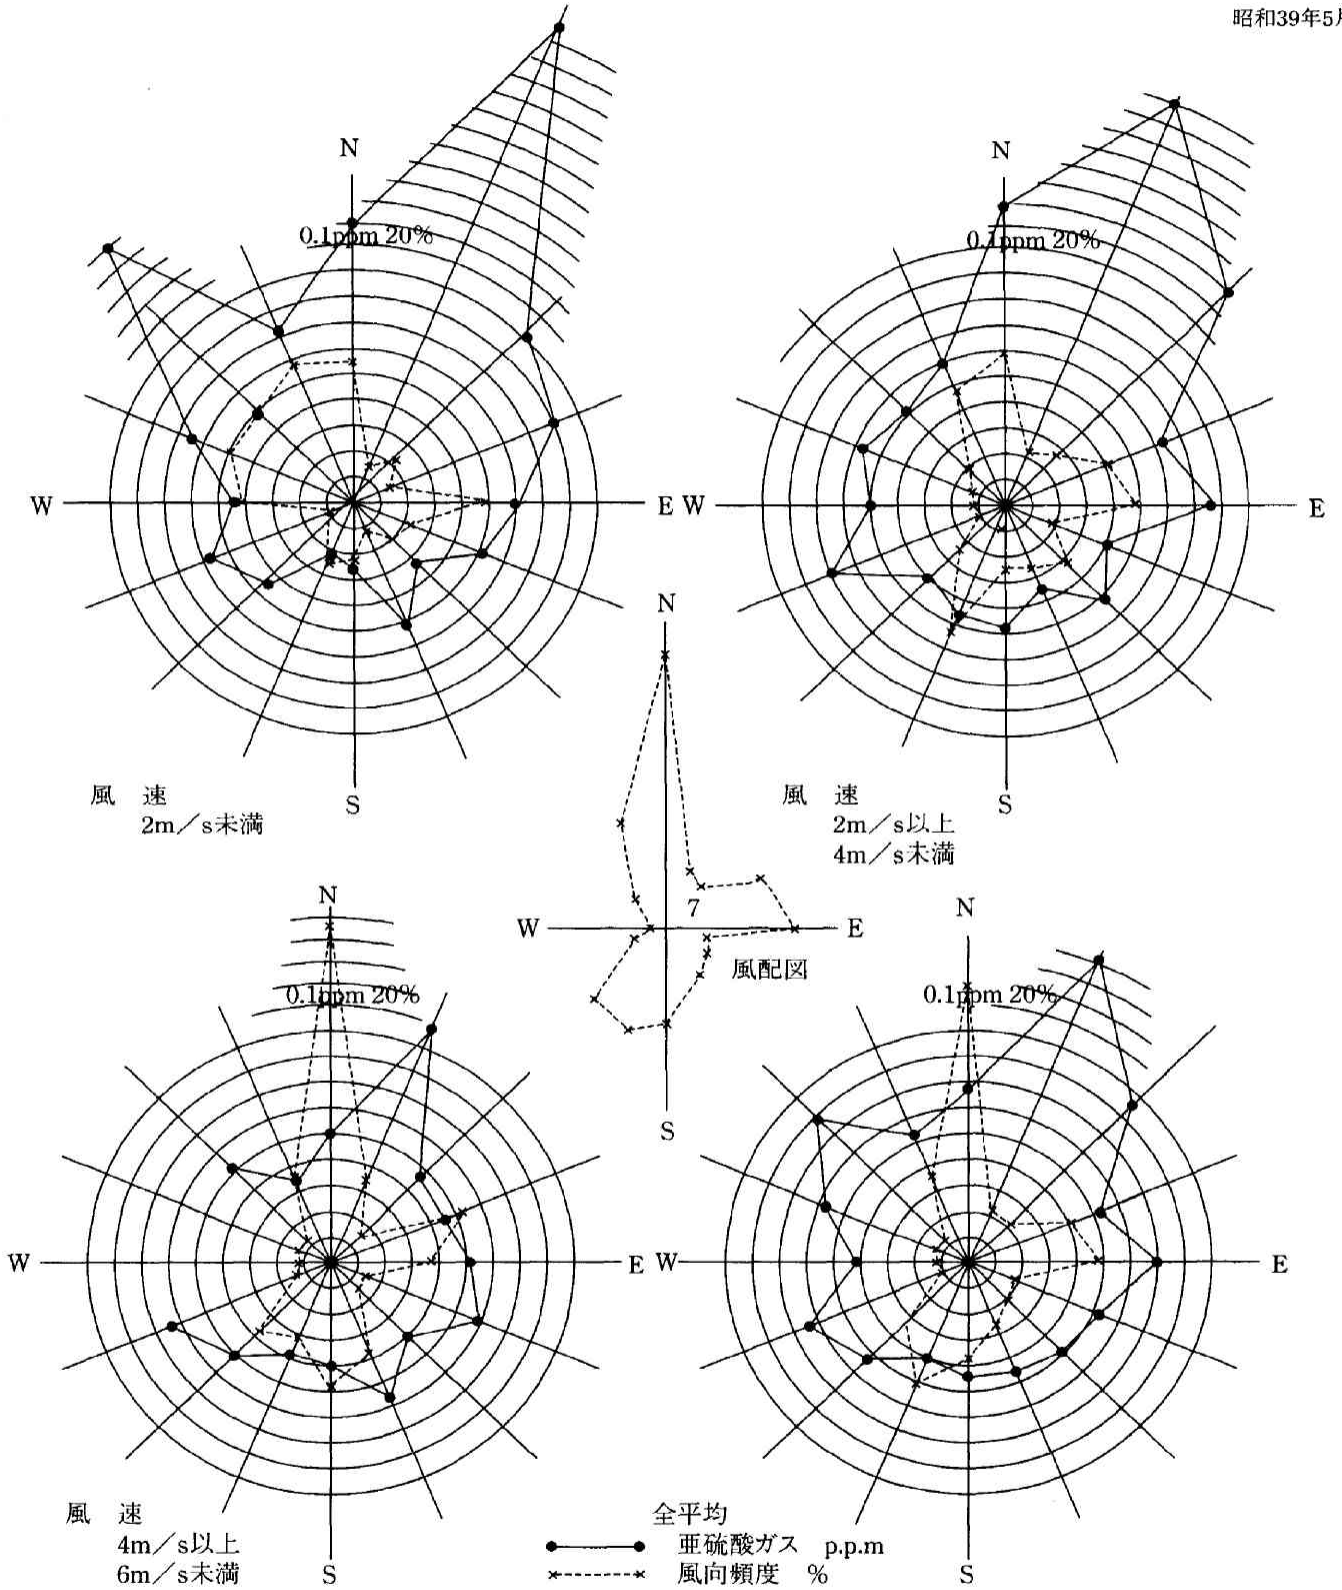 昭和39年5月
N
0.1ppm 20%
W
E
S
風 速
2m/s未満
N
0.1ppm 20%
W
E
S
風 速
2m/s以上
4m/s未満
N
W
7
E
風配図
S
N
0.1ppm 20%
W
E
S
風 速
4m/s以上
6m/s未満
N
0.1ppm 20%
W
E
S
全平均
亜硫酸ガス p.p.m
風向頻度 %